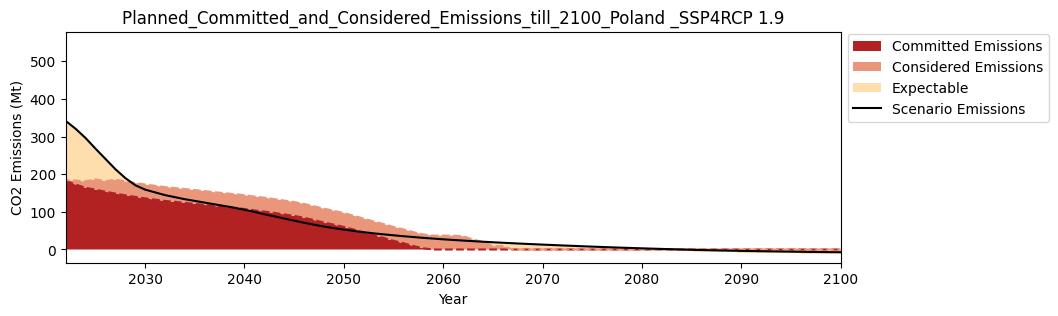 Planned_Committed_and_Considered_Emissions_till_2100_Poland _SSP4RCP 1.9
CO2 Emissions (Mt)
500
400
300
200
100
0
2030 2040 2050 2060 2070 2080 2090 2100
Year
Committed Emissions
Considered Emissions
Expectable
Scenario Emissions